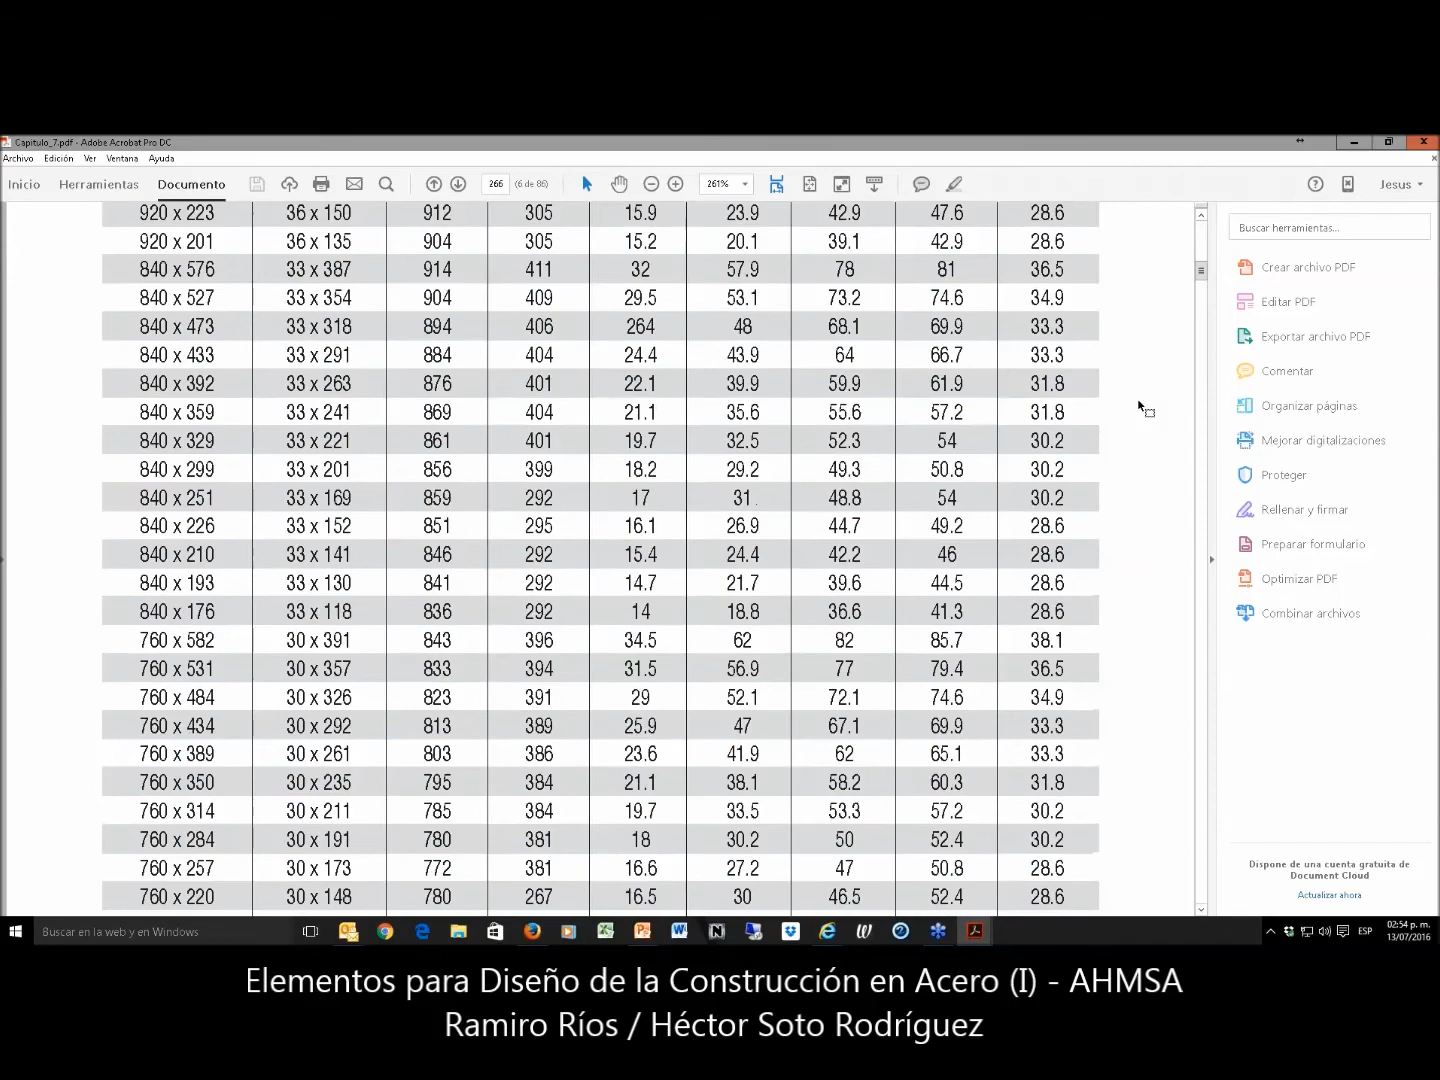 Capitulo_7.pdf - Adobe Acrobat Pro DC
Archivo Edición Ver Ventana Ayuda
Inicio Herramientas Documento 266 (6 de 86) 261% Jesus
920 x 223 36 x 150 912 305 15.9 23.9 42.9 47.6 28.6
920 x 201 36 x 135 904 305 15.2 20.1 39.1 42.9 28.6
840 x 576 33 x 387 914 411 32 57.9 78 81 36.5
840 x 527 33 x 354 904 409 29.5 53.1 73.2 74.6 34.9
840 x 473 33 x 318 894 406 264 48 68.1 69.9 33.3
840 x 433 33 x 291 884 404 24.4 43.9 64 66.7 33.3
840 x 392 33 x 263 876 401 22.1 39.9 59.9 61.9 31.8
840 x 359 33 x 241 869 404 21.1 35.6 55.6 57.2 31.8
840 x 329 33 x 221 861 401 19.7 32.5 52.3 54 30.2
840 x 299 33 x 201 856 399 18.2 29.2 49.3 50.8 30.2
840 x 251 33 x 169 859 292 17 31 48.8 54 30.2
840 x 226 33 x 152 851 295 16.1 26.9 44.7 49.2 28.6
840 x 210 33 x 141 846 292 15.4 24.4 42.2 46 28.6
840 x 193 33 x 130 841 292 14.7 21.7 39.6 44.5 28.6
840 x 176 33 x 118 836 292 14 18.8 36.6 41.3 28.6
760 x 582 30 x 391 843 396 34.5 62 82 85.7 38.1
760 x 531 30 x 357 833 394 31.5 56.9 77 79.4 36.5
760 x 484 30 x 326 823 391 29 52.1 72.1 74.6 34.9
760 x 434 30 x 292 813 389 25.9 47 67.1 69.9 33.3
760 x 389 30 x 261 803 386 23.6 41.9 62 65.1 33.3
760 x 350 30 x 235 795 384 21.1 38.1 58.2 60.3 31.8
760 x 314 30 x 211 785 384 19.7 33.5 53.3 57.2 30.2
760 x 284 30 x 191 780 381 18 30.2 50 52.4 30.2
760 x 257 30 x 173 772 381 16.6 27.2 47 50.8 28.6
760 x 220 30 x 148 780 267 16.5 30 46.5 52.4 28.6
Buscar herramientas...
Crear archivo PDF
Editar PDF
Exportar archivo PDF
Comentar
Organizar páginas
Mejorar digitalizaciones
Proteger
Rellenar y firmar
Preparar formulario
Optimizar PDF
Combinar archivos
Dispone de una cuenta gratuita de
Document Cloud
Actualizar ahora
Buscar en la web y en Windows
ESP
02:54 p. m.
13/07/2016
Elementos para Diseño de la Construcción en Acero (I) - AHMSA
Ramiro Ríos / Héctor Soto Rodríguez